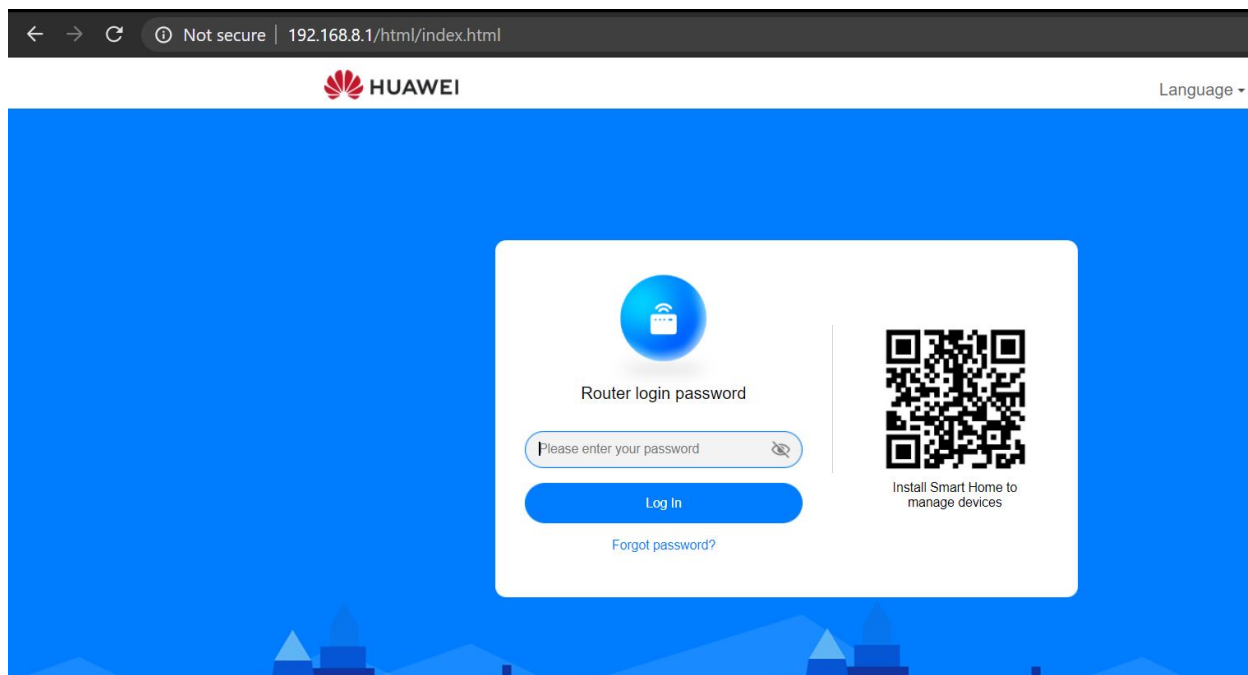 Not secure | 192.168.8.1/html/index.html
HUAWEI
Language
Router login password
Please enter your password
Log In
Forgot password?
Install Smart Home to
manage devices